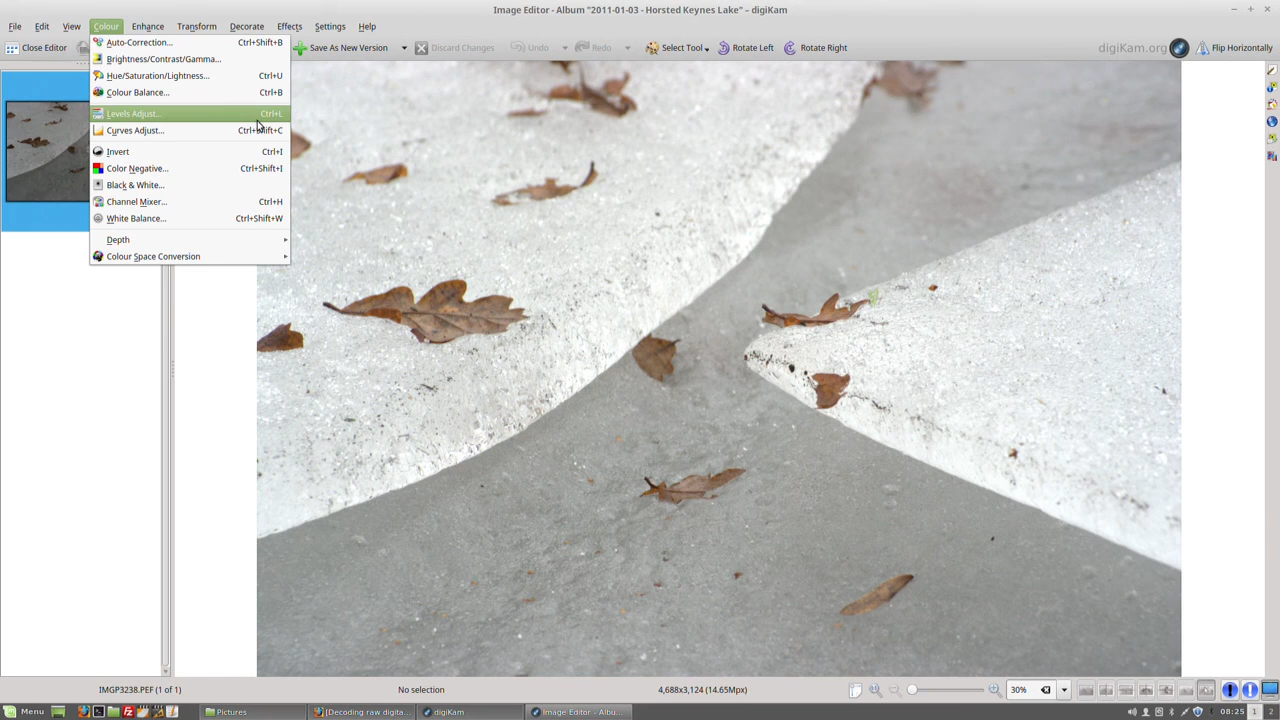 Image Editor - Album "2011-01-03 - Horsted Keynes Lake" – digiKam
File Edit View Colour Enhance Transform Decorate Effects Settings Help
Close Editor
Save As New Version
Discard Changes
Undo
Redo
Select Tool
Rotate Left
Rotate Right
digiKam.org
Flip Horizontally
Auto-Correction... Ctrl+Shift+B
Brightness/Contrast/Gamma...
Hue/Saturation/Lightness... Ctrl+U
Colour Balance... Ctrl+B
Levels Adjust... Ctrl+L
Curves Adjust... Ctrl+Shift+C
Invert Ctrl+I
Color Negative... Ctrl+Shift+I
Black & White...
Channel Mixer... Ctrl+H
White Balance... Ctrl+Shift+W
Depth
Colour Space Conversion
IMGP3238.PEF (1 of 1)
No selection
4,688x3,124 (14.65Mpx)
30%
Menu
Pictures
[Decoding raw digita...
digiKam
Image Editor - Albu...
08:25
1 2